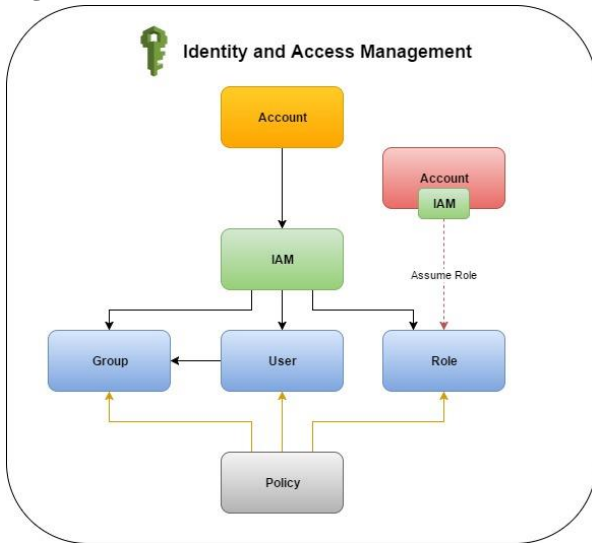 Identity and Access Management
Account
Account
IAM
IAM
Assume Role
Group
User
Role
Policy